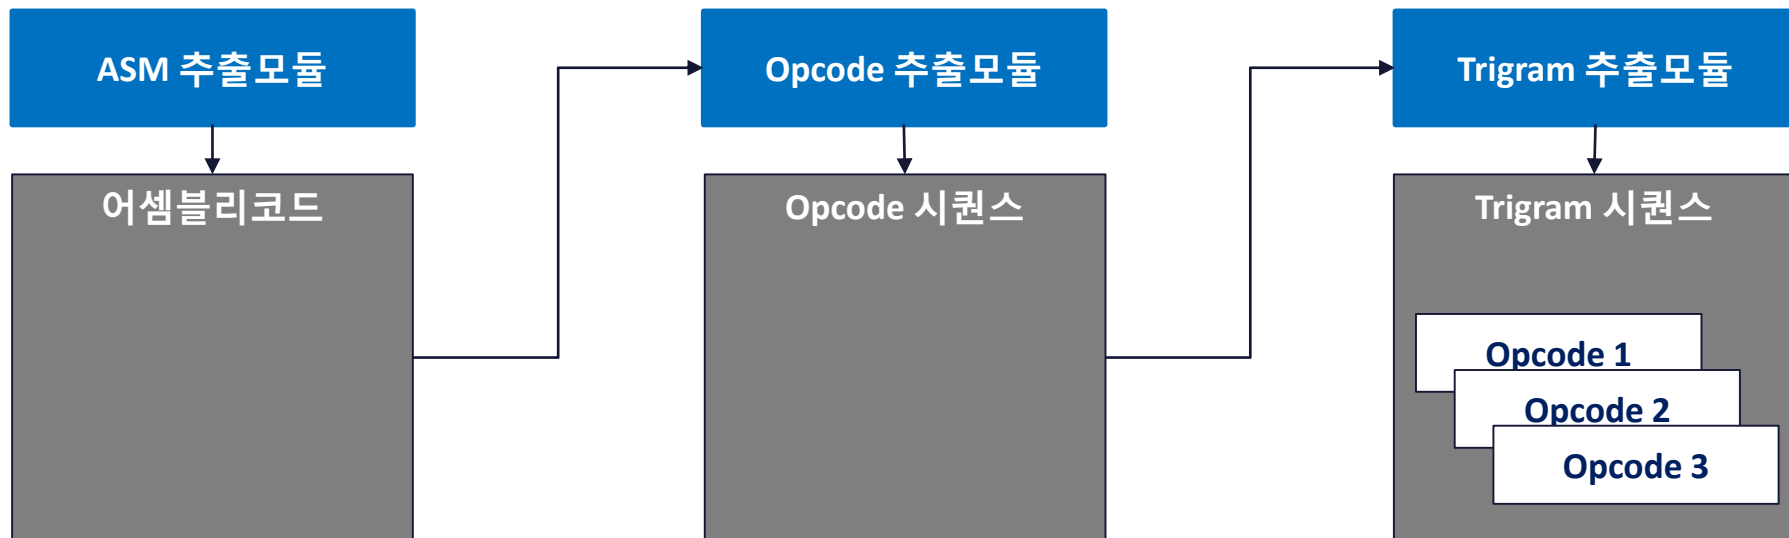 ASM 추출모듈
Opcode 추출모듈
Trigram 추출모듈
어셈블리코드
Opcode 시퀀스
Trigram 시퀀스
Opcode 1
Opcode 2
Opcode 3